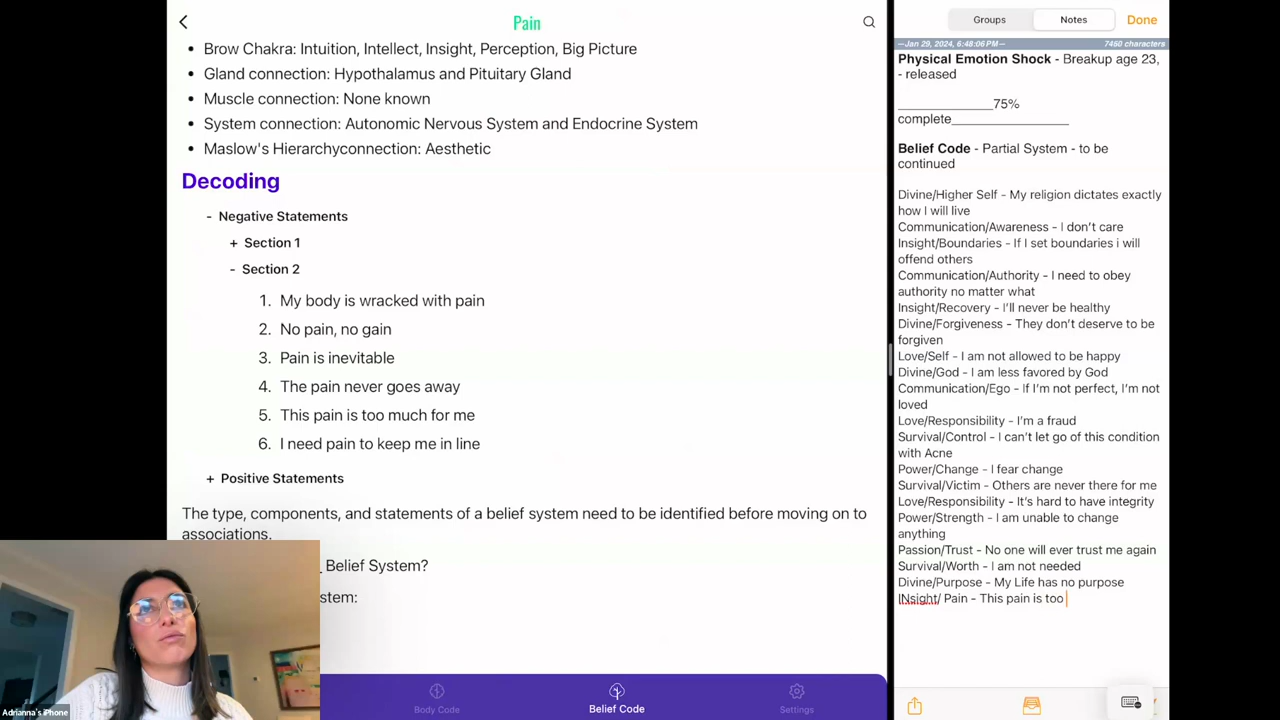 Pain
• Brow Chakra: Intuition, Intellect, Insight, Perception, Big Picture
• Gland connection: Hypothalamus and Pituitary Gland
• Muscle connection: None known
• System connection: Autonomic Nervous System and Endocrine System
• Maslow's Hierarchyconnection: Aesthetic
Decoding
- Negative Statements
+ Section 1
- Section 2
1. My body is wracked with pain
2. No pain, no gain
3. Pain is inevitable
4. The pain never goes away
5. This pain is too much for me
6. I need pain to keep me in line
+ Positive Statements
The type, components, and statements of a belief system need to be identified before moving on to
associations.
Belief System?
stem:
Body Code
Belief Code
Settings
Adrianna's iPhone
Groups
Notes
Done
—Jan 29, 2024, 6:48:06 PM—
7460 characters
Physical Emotion Shock - Breakup age 23,
- released
______________75%
complete__________________
Belief Code - Partial System - to be
continued
Divine/Higher Self - My religion dictates exactly
how I will live
Communication/Awareness - I don't care
Insight/Boundaries - If I set boundaries i will
offend others
Communication/Authority - I need to obey
authority no matter what
Insight/Recovery - I'll never be healthy
Divine/Forgiveness - They don't deserve to be
forgiven
Love/Self - I am not allowed to be happy
Divine/God - I am less favored by God
Communication/Ego - If I'm not perfect, I'm not
loved
Love/Responsibility - I'm a fraud
Survival/Control - I can't let go of this condition
with Acne
Power/Change - I fear change
Survival/Victim - Others are never there for me
Love/Responsibility - It's hard to have integrity
Power/Strength - I am unable to change
anything
Passion/Trust - No one will ever trust me again
Survival/Worth - I am not needed
Divine/Purpose - My Life has no purpose
INsight/ Pain - This pain is too